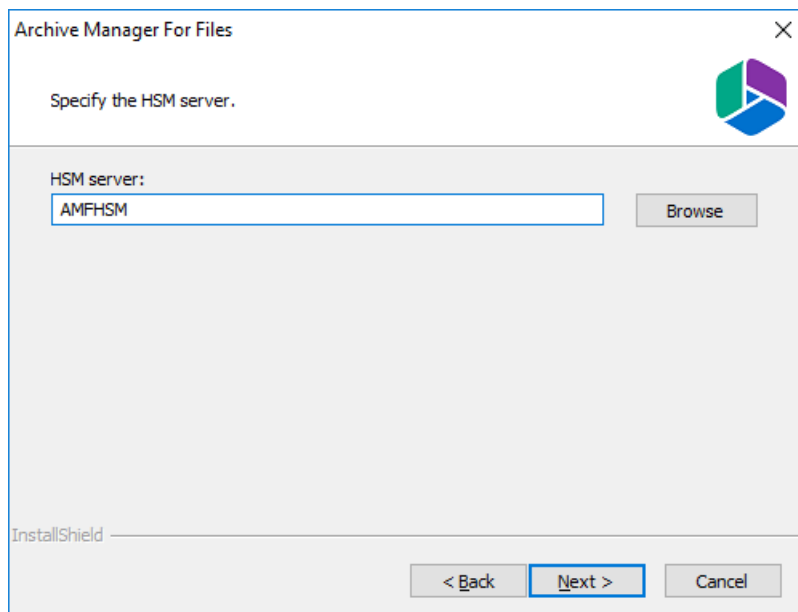 Archive Manager For Files
Specify the HSM server.
HSM server:
AMFHSM
Browse
InstallShield
< Back
Next >
Cancel